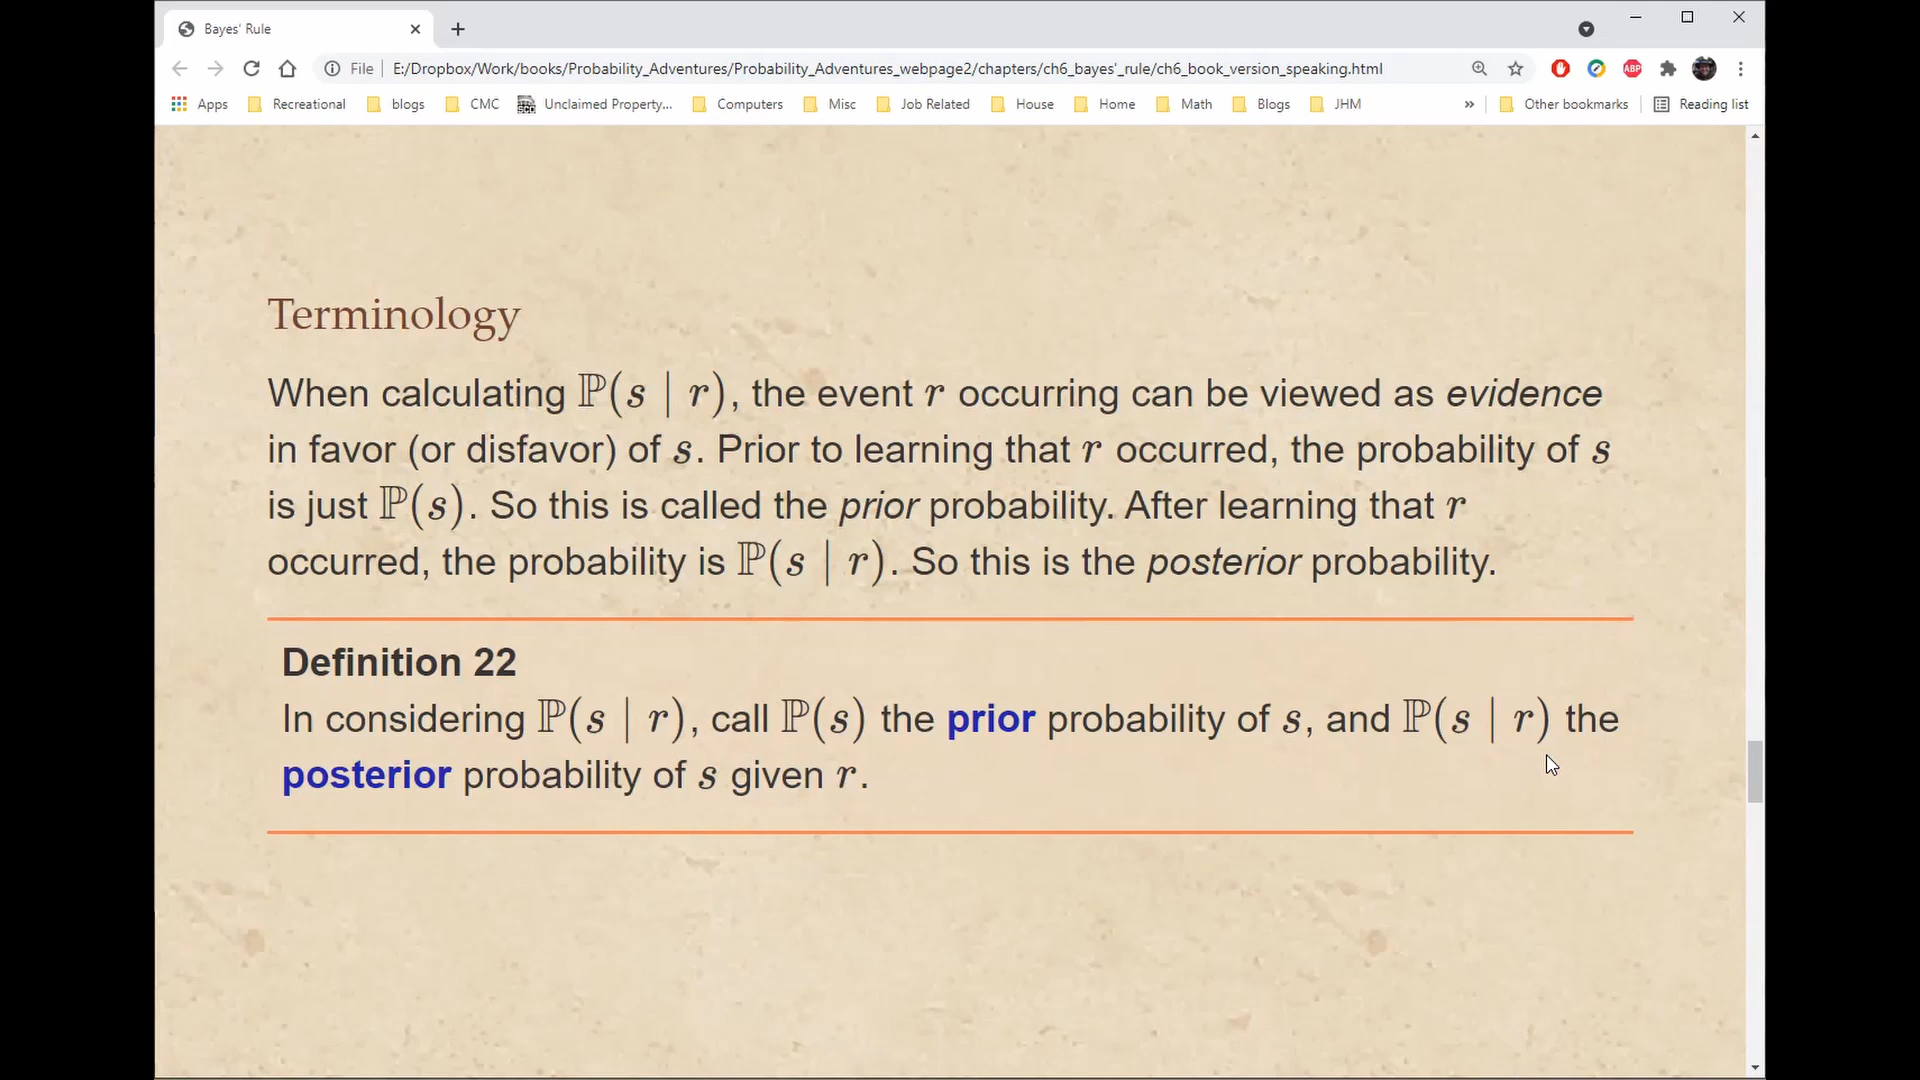 Bayes' Rule
File E:/Dropbox/Work/books/Probability_Adventures/Probability_Adventures_webpage2/chapters/ch6_bayes'_rule/ch6_book_version_speaking.html ABP
Apps Recreational blogs CMC Unclaimed Property... Computers Misc Job Related House Home Math Blogs JHM » Other bookmarks Reading list
Terminology
When calculating ℙ(s | r), the event r occurring can be viewed as evidence
in favor (or disfavor) of s. Prior to learning that r occurred, the probability of s
is just ℙ(s). So this is called the prior probability. After learning that r
occurred, the probability is ℙ(s | r). So this is the posterior probability.
Definition 22
In considering ℙ(s | r), call ℙ(s) the prior probability of s, and ℙ(s | r) the
posterior probability of s given r.